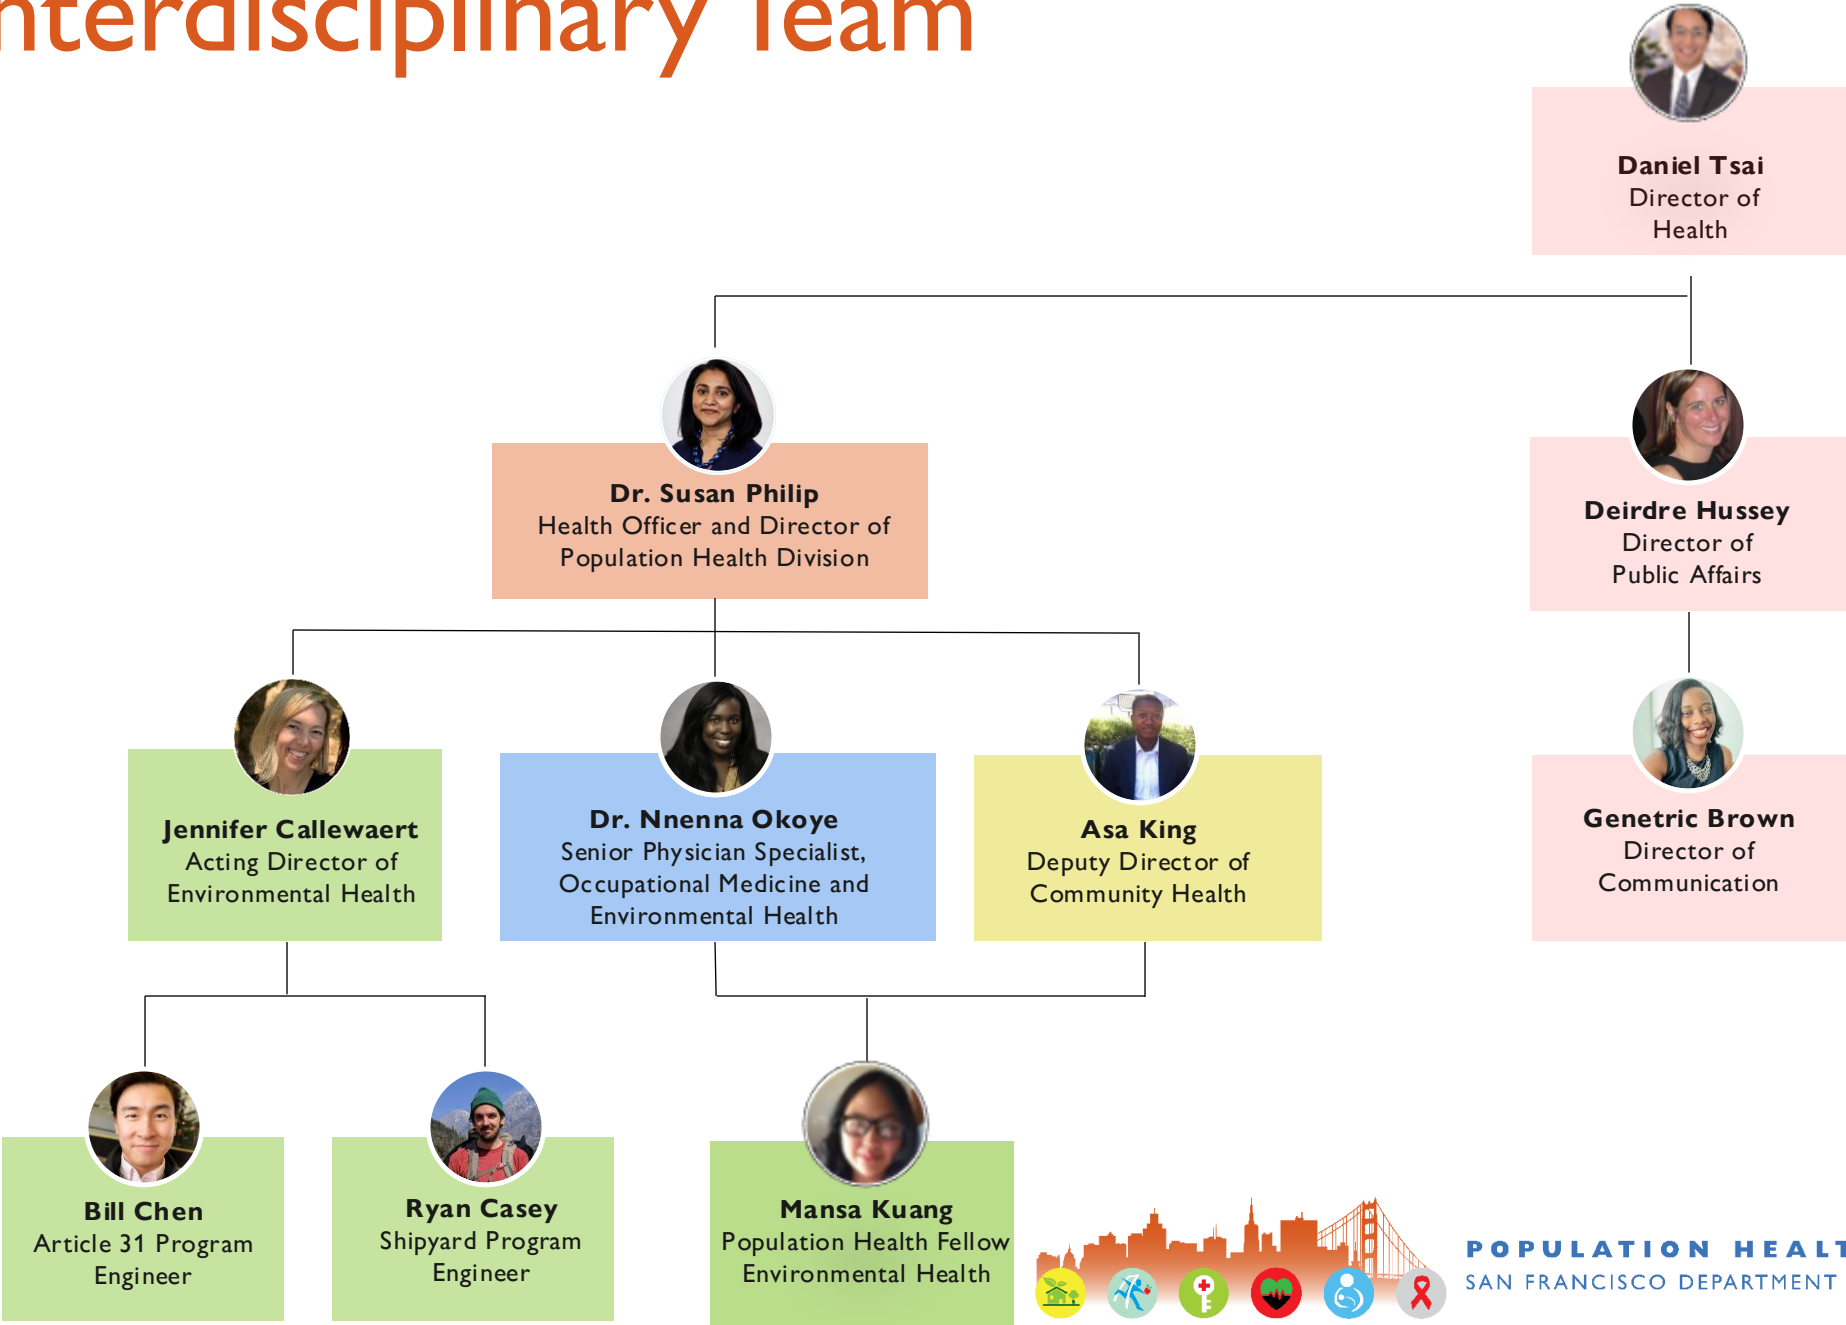 nterdisciplinary Team
Daniel Tsai
Director of
Health
Dr. Susan Philip
Health Officer and Director of
Population Health Division
Deirdre Hussey
Director of
Public Affairs
Jennifer Callewaert
Acting Director of
Environmental Health
Dr. Nnenna Okoye
Senior Physician Specialist,
Occupational Medicine and
Environmental Health
Asa King
Deputy Director of
Community Health
Genetric Brown
Director of
Communication
Bill Chen
Article 31 Program
Engineer
Ryan Casey
Shipyard Program
Engineer
Mansa Kuang
Population Health Fellow
Environmental Health
POPULATION HEALT
SAN FRANCISCO DEPARTMENT